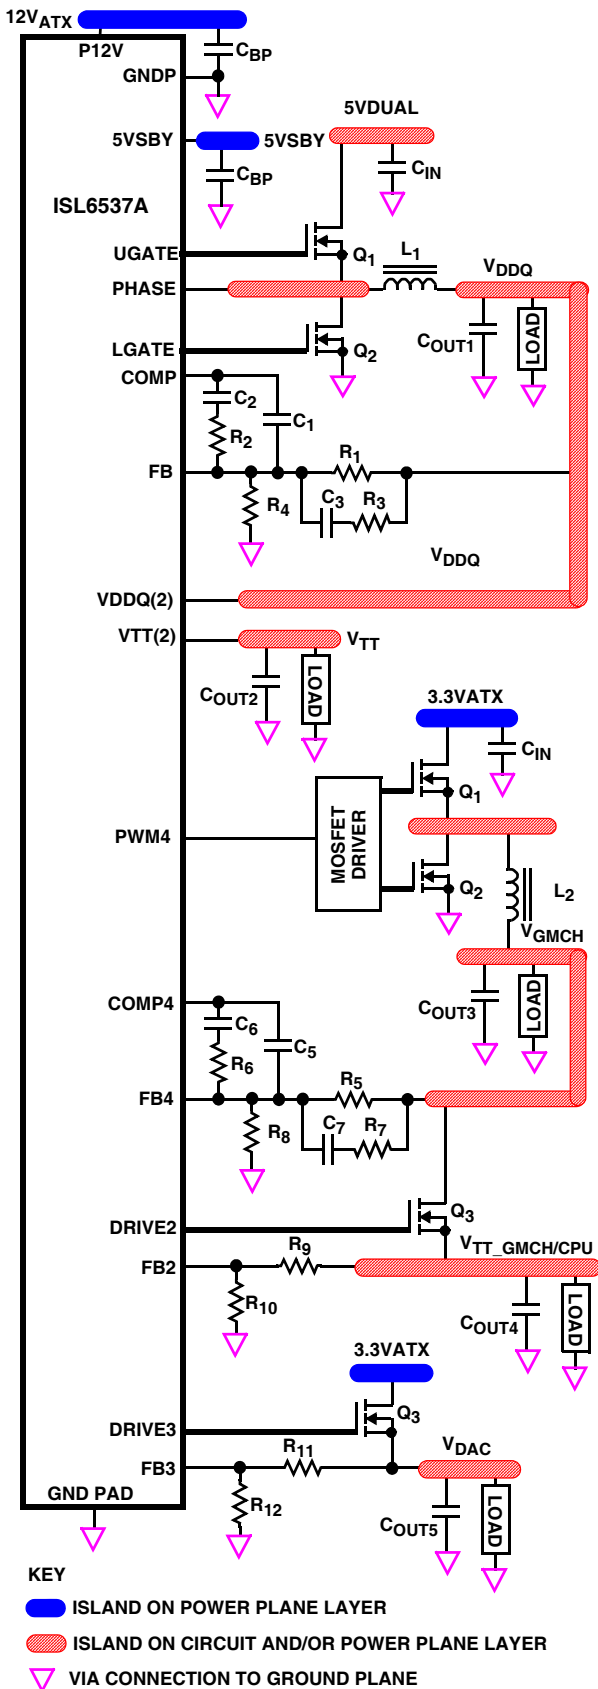 12VATX
P12V
CBP
GNDP
5VDUAL
5VSBY
5VSBY
CIN
CBP
ISL6537A
UGATE
Q1
L1
VDDQ
PHASE
LGATE
Q2
COUT1
LOAD
COMP
C2
C1
R2
R1
FB
C3
R3
R4
VDDQ
VDDQ(2)
VTT(2)
VTT
COUT2
LOAD
3.3VATX
CIN
Q1
PWM4
MOSFET
DRIVER
Q2
L2
VGMCH
COUT3
LOAD
COMP4
C6
C5
R6
R5
FB4
C7
R7
R8
Q3
DRIVE2
R9
VTT_GMCH/CPU
FB2
R10
COUT4
LOAD
3.3VATX
Q3
DRIVE3
R11
VDAC
FB3
GND PAD
R12
COUT5
LOAD
KEY
ISLAND ON POWER PLANE LAYER
ISLAND ON CIRCUIT AND/OR POWER PLANE LAYER
VIA CONNECTION TO GROUND PLANE